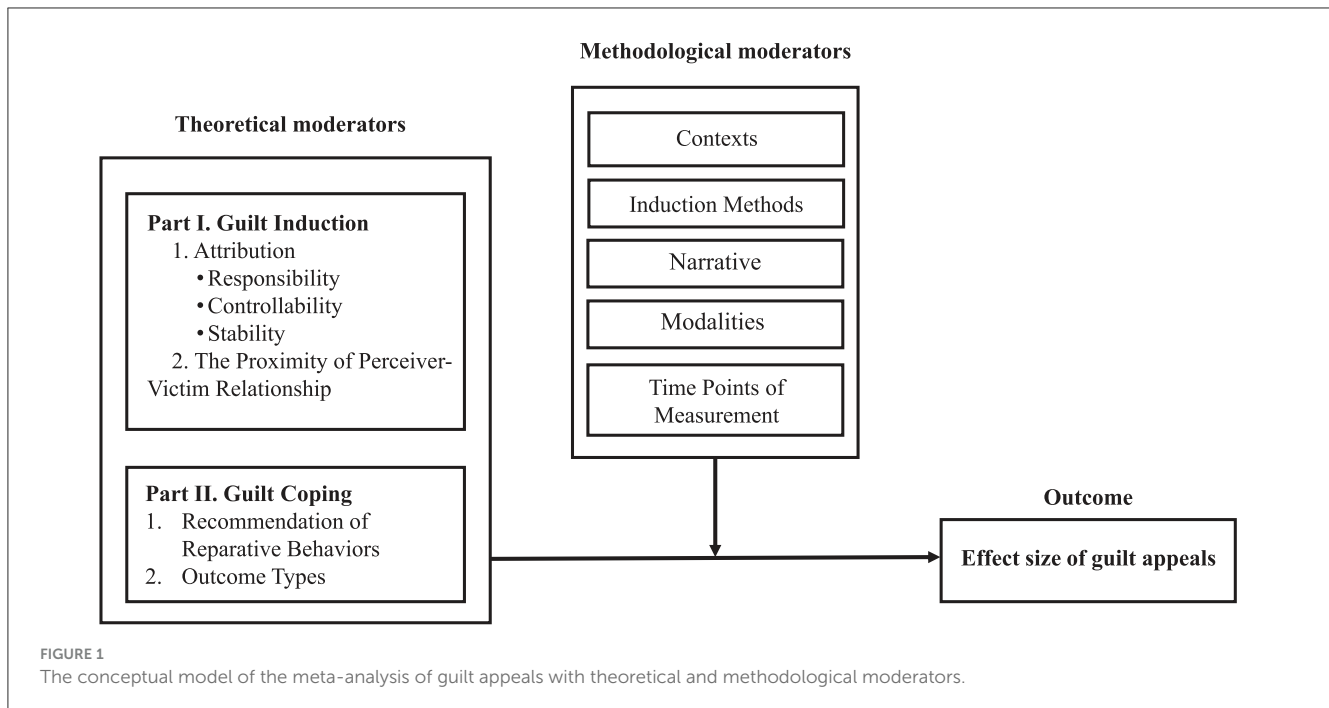 Methodological moderators
Contexts
Induction Methods
Narrative
Modalities
Time Points of
Measurement
Theoretical moderators
Part I. Guilt Induction
1. Attribution
•Responsibility
•Controllability
•Stability
2. The Proximity of Perceiver-
Victim Relationship
Part II. Guilt Coping
1. Recommendation of
Reparative Behaviors
2. Outcome Types
Outcome
Effect size of guilt appeals
FIGURE 1
The conceptual model of the meta-analysis of guilt appeals with theoretical and methodological moderators.